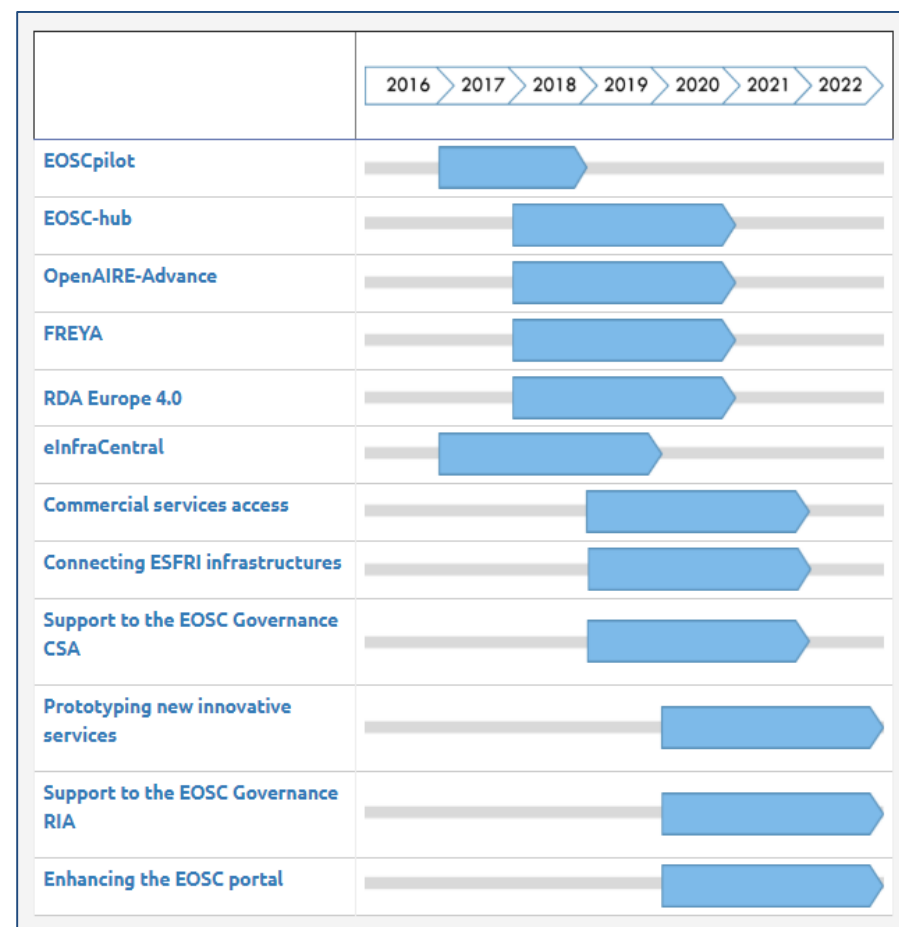 2016 2017 2018 2019 2020 2021 2022
EOSCpilot
EOSC-hub
OpenAIRE-Advance
FREYA
RDA Europe 4.0
eInfraCentral
Commercial services access
Connecting ESFRI infrastructures
Support to the EOSC Governance
CSA
Prototyping new innovative
services
Support to the EOSC Governance
RIA
Enhancing the EOSC portal